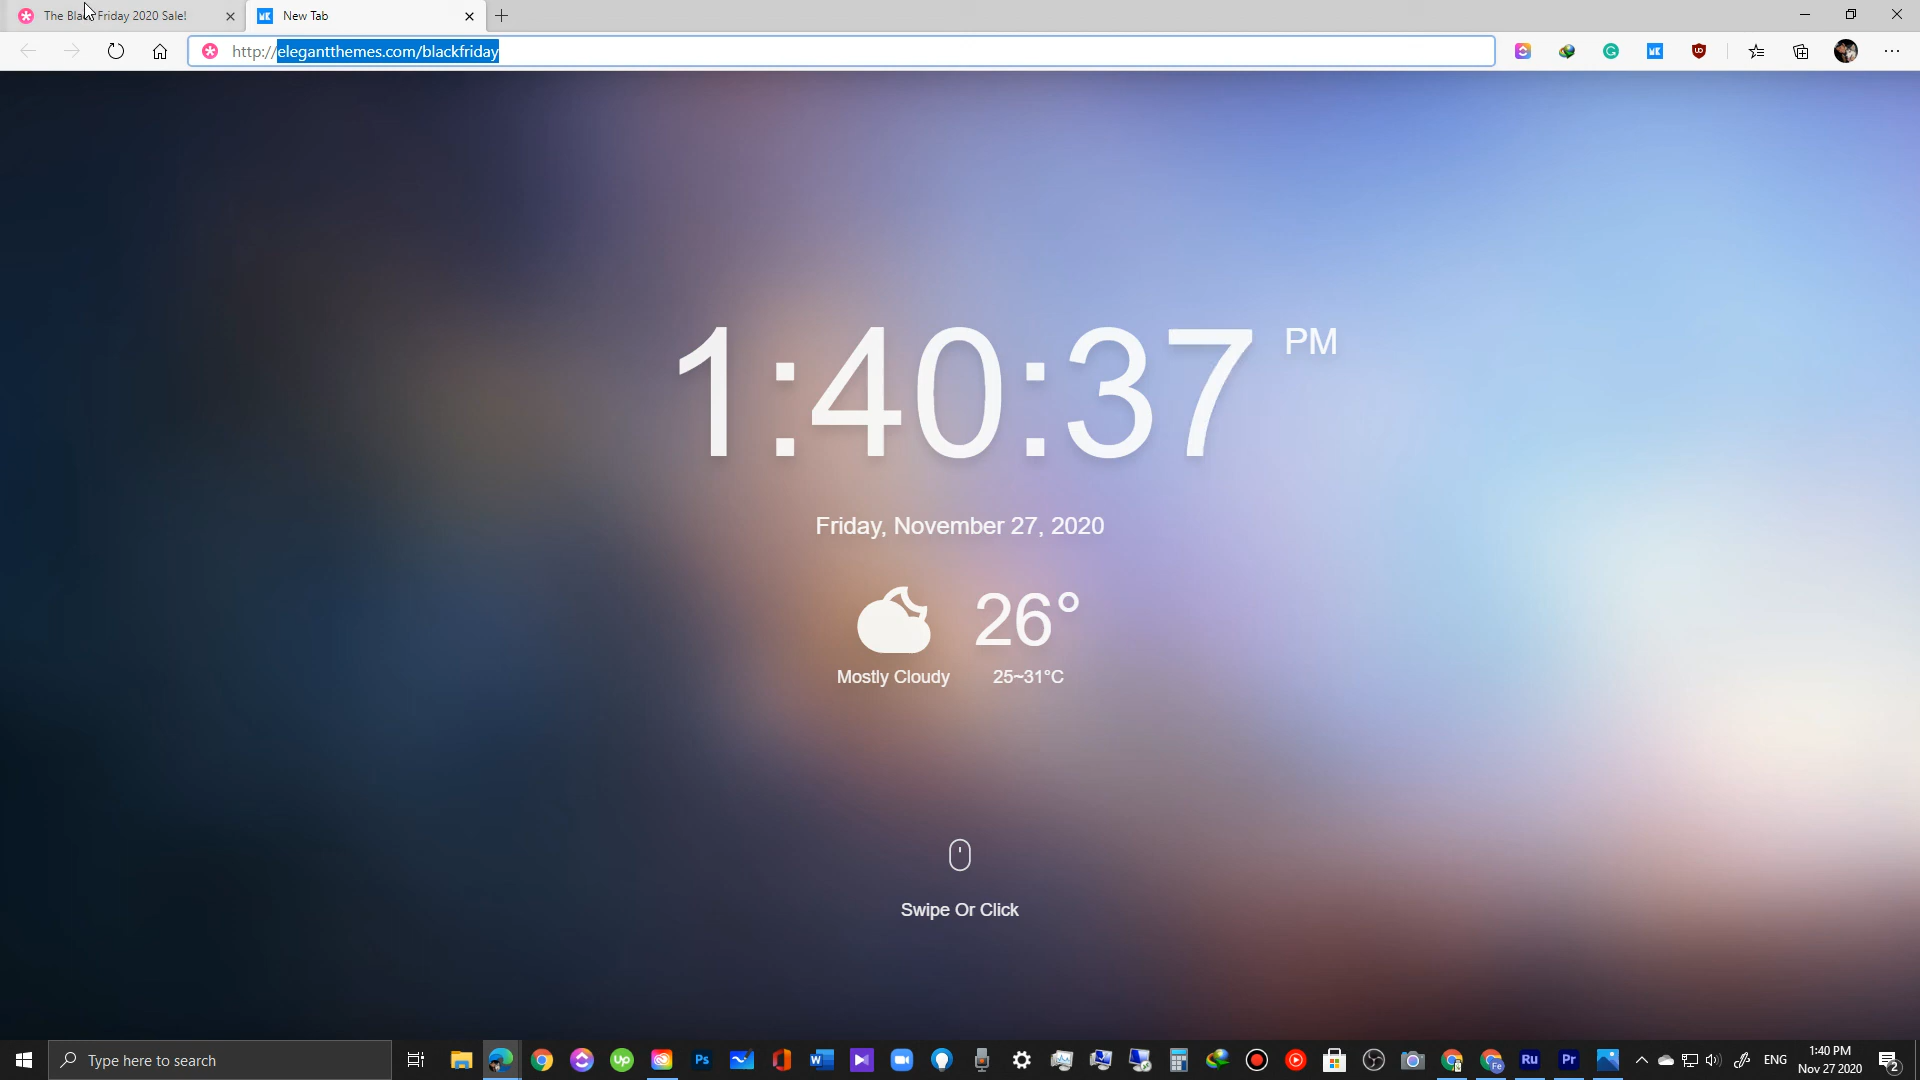 The Black Friday 2020 Sale!
New Tab
http://elegantthemes.com/blackfriday
1:40:37 PM
Friday, November 27, 2020
26°
Mostly Cloudy
25~31°C
Swipe Or Click
Type here to search
ENG
1:40 PM
Nov 27 2020
2